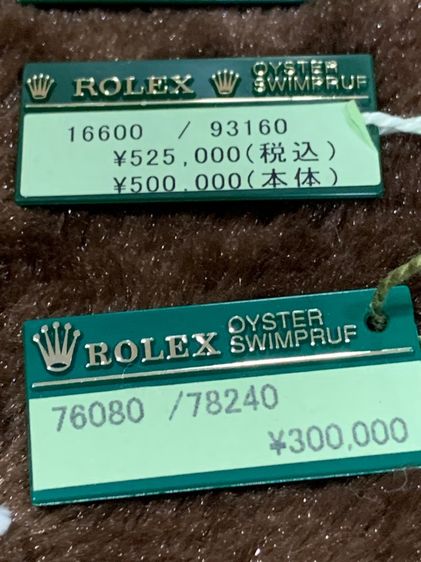 ROLEX OYSTER
SWIMPRUF
16600 / 93160
¥525,000(税込)
¥500,000(本体)
ROLEX OYSTER
SWIMPRUF
76080 /78240
¥300,000